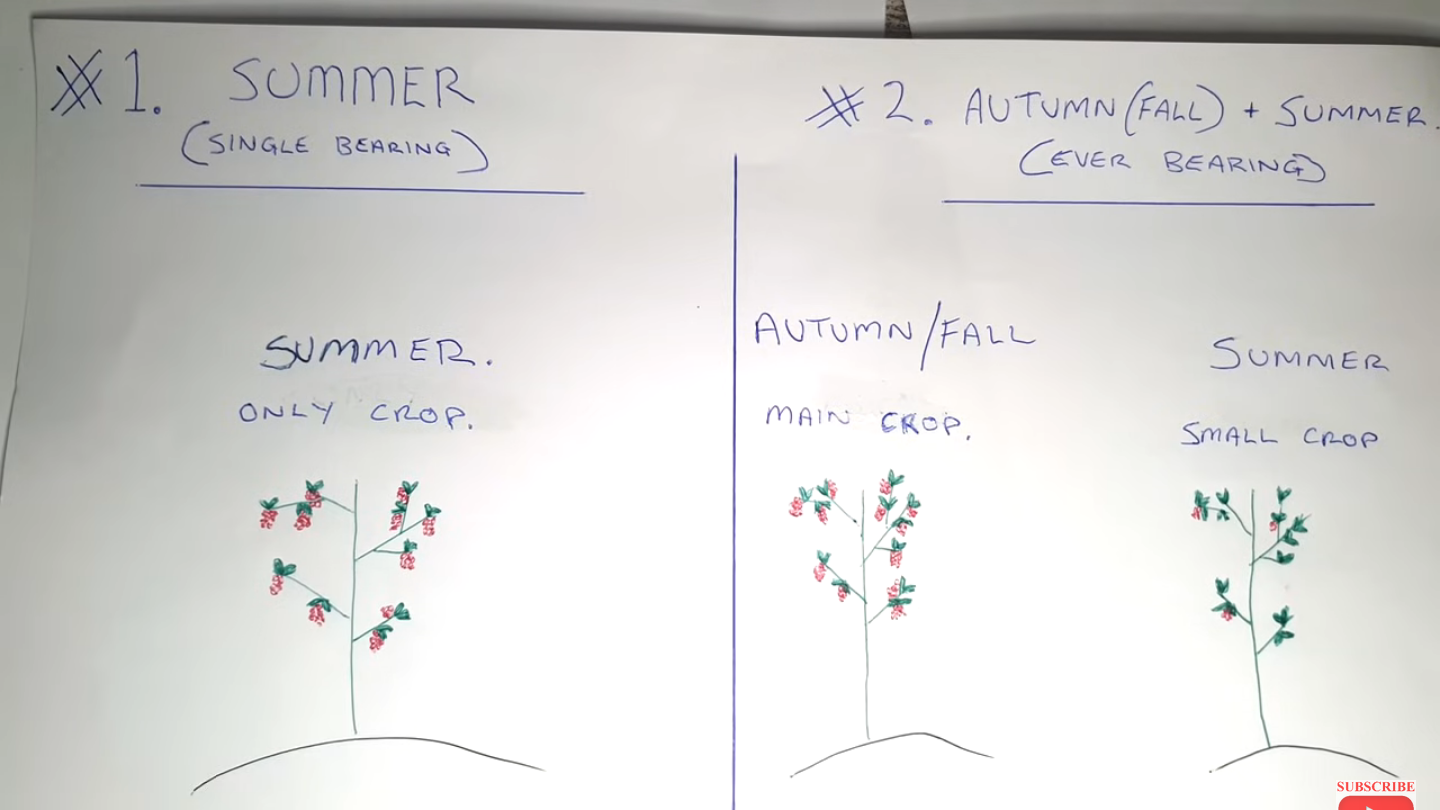 #1. SUMMER
(SINGLE BEARING)
#2. AUTUMN (FALL) + SUMMER.
(EVER BEARING)
SUMMER.
ONLY CROP.
AUTUMN/FALL
MAIN CROP.
SUMMER
SMALL CROP
SUBSCRIBE